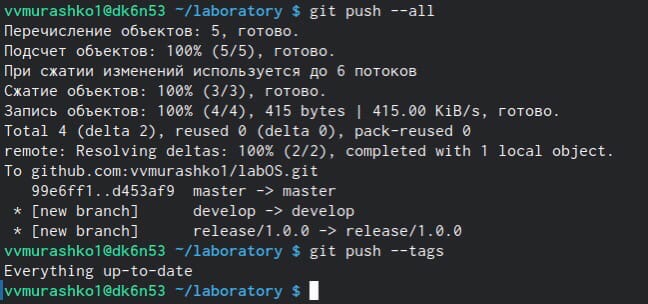 vvmurashko1@dk6n53 ~/laboratory $ git push --all
Перечисление объектов: 5, готово.
Подсчет объектов: 100% (5/5), готово.
При сжатии изменений используется до 6 потоков
Сжатие объектов: 100% (3/3), готово.
Запись объектов: 100% (4/4), 415 bytes | 415.00 KiB/s, готово.
Total 4 (delta 2), reused 0 (delta 0), pack-reused 0
remote: Resolving deltas: 100% (2/2), completed with 1 local object.
To github.com:vvmurashko1/labOS.git
   99e6ff1..d453af9  master -> master
 * [new branch]      develop -> develop
 * [new branch]      release/1.0.0 -> release/1.0.0
vvmurashko1@dk6n53 ~/laboratory $ git push --tags
Everything up-to-date
vvmurashko1@dk6n53 ~/laboratory $